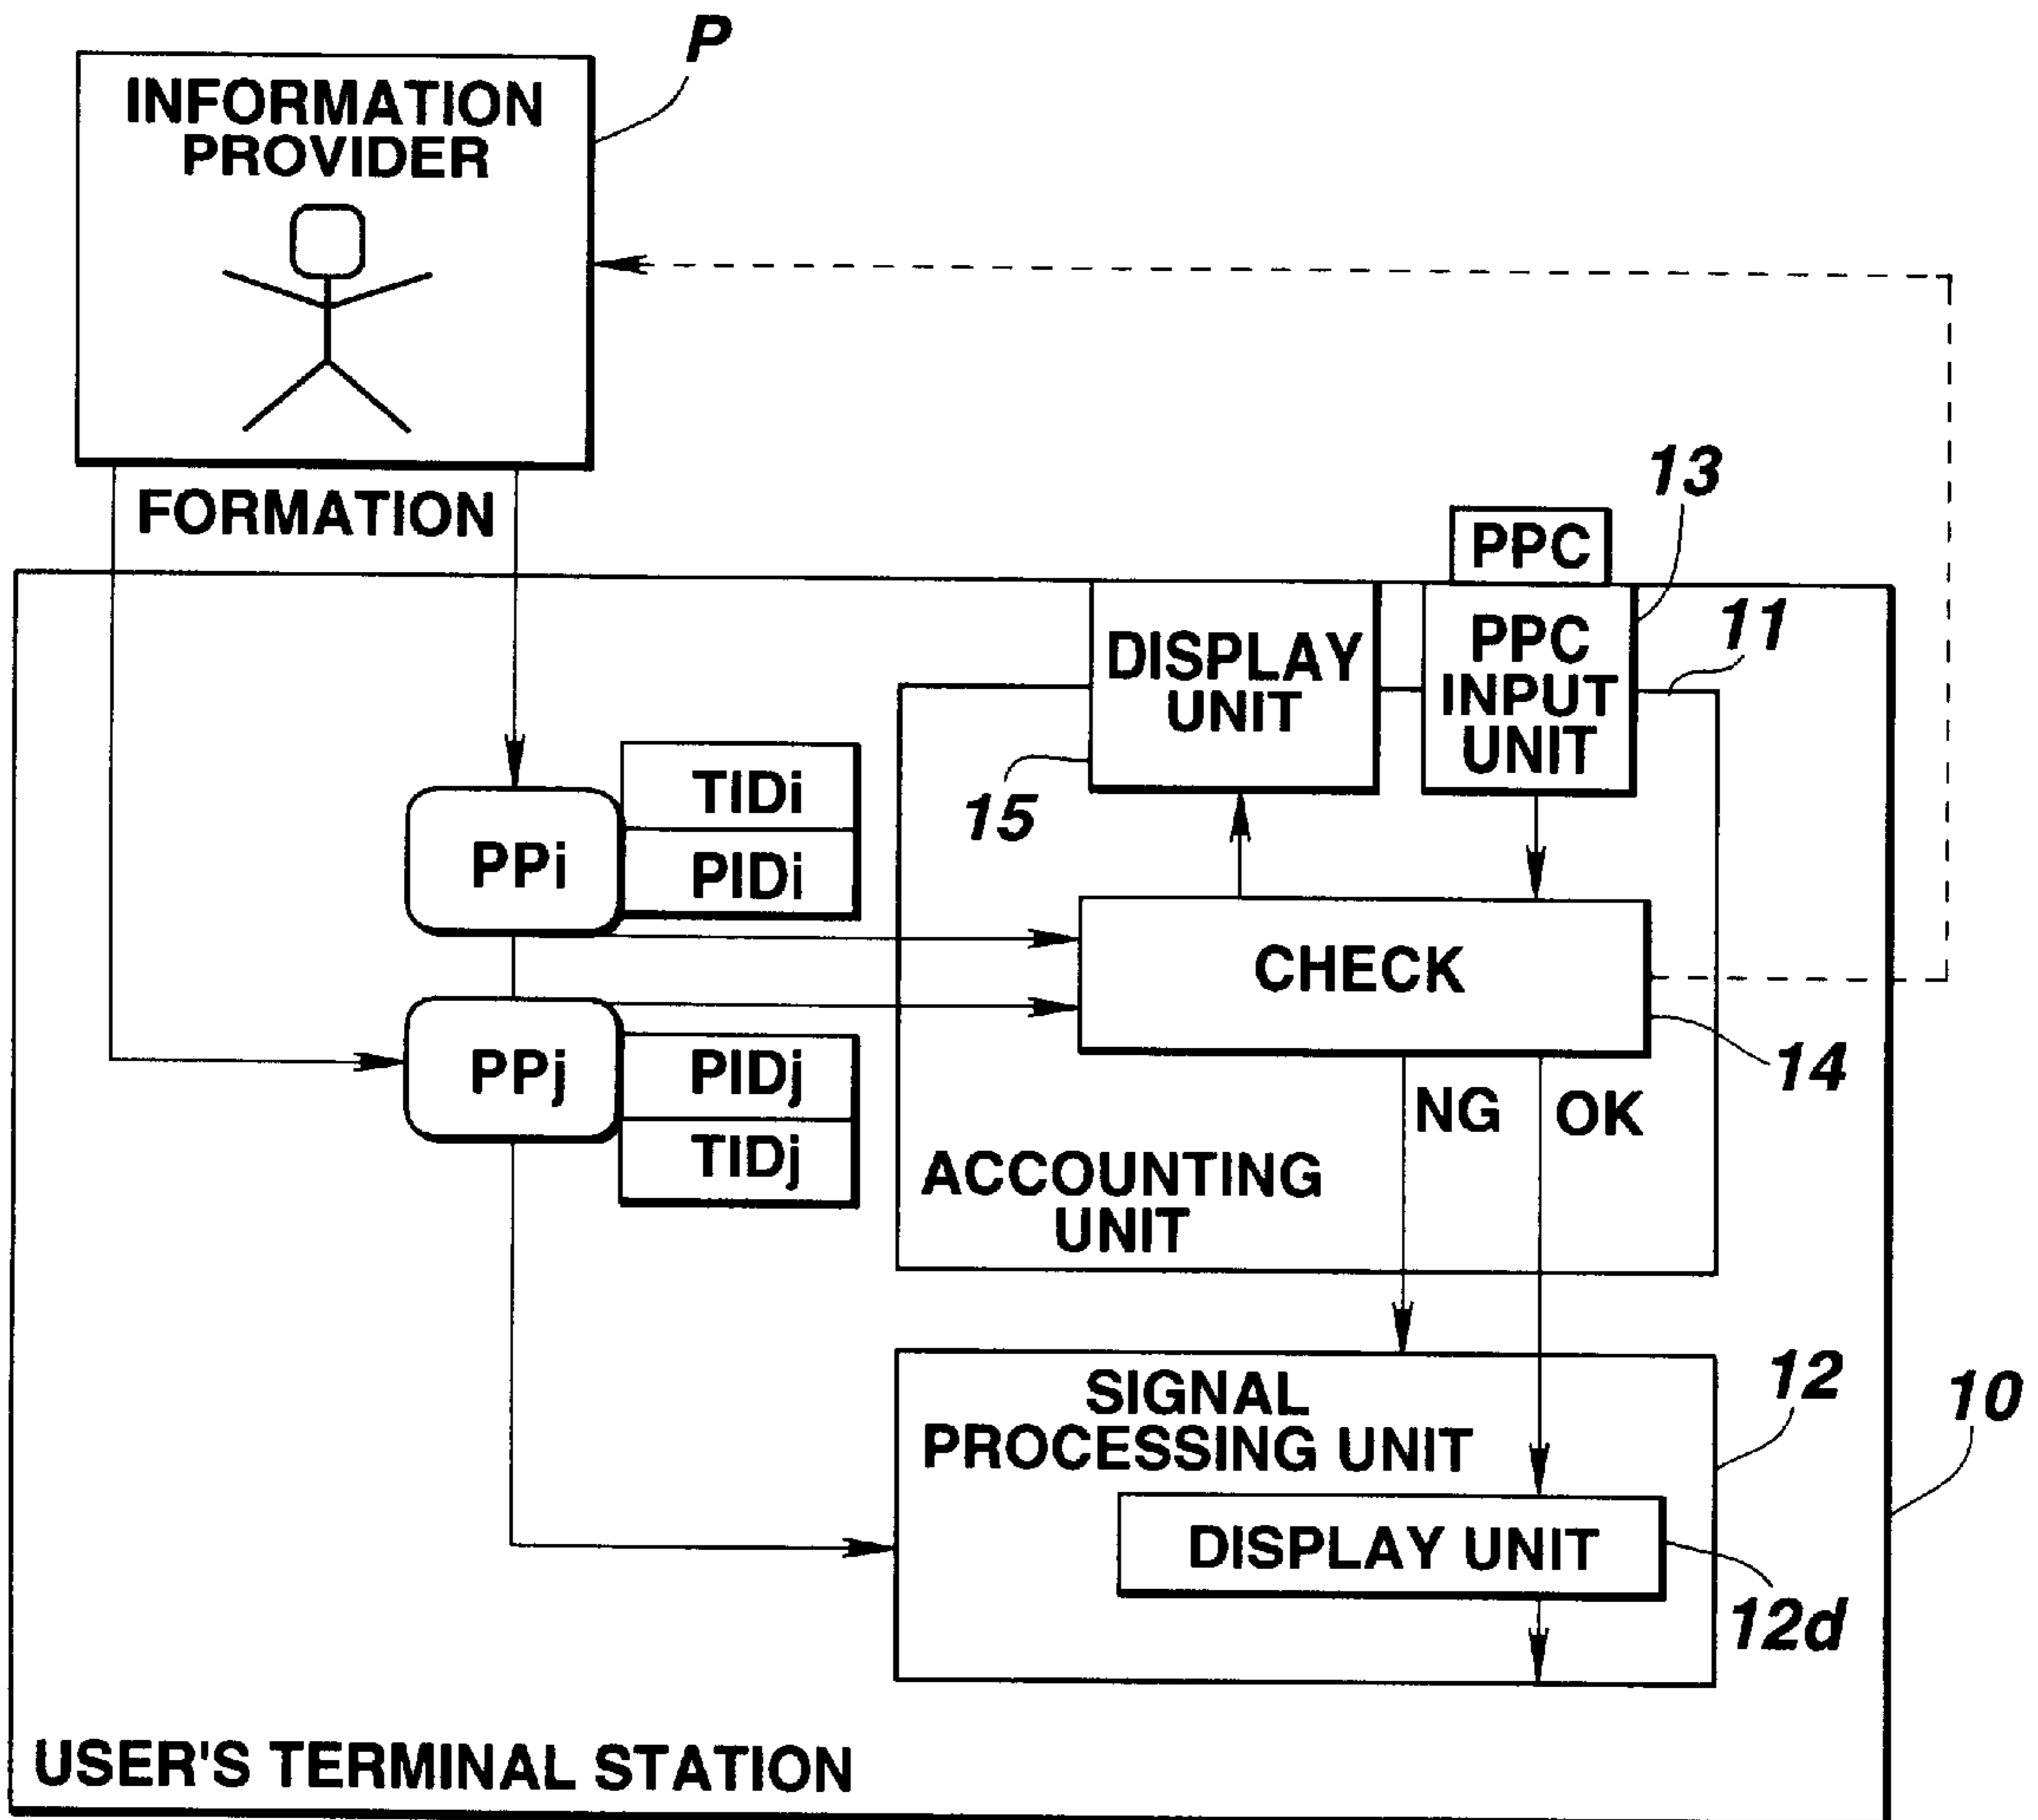 P
INFORMATION
PROVIDER
FORMATION
13
PPC
11
DISPLAY
UNIT
PPC
INPUT
UNIT
15
TIDi
PPi
PIDi
CHECK
PPj
PIDj
TIDj
14
NG
OK
ACCOUNTING
UNIT
12
10
SIGNAL
PROCESSING UNIT
DISPLAY UNIT
12d
USER'S TERMINAL STATION